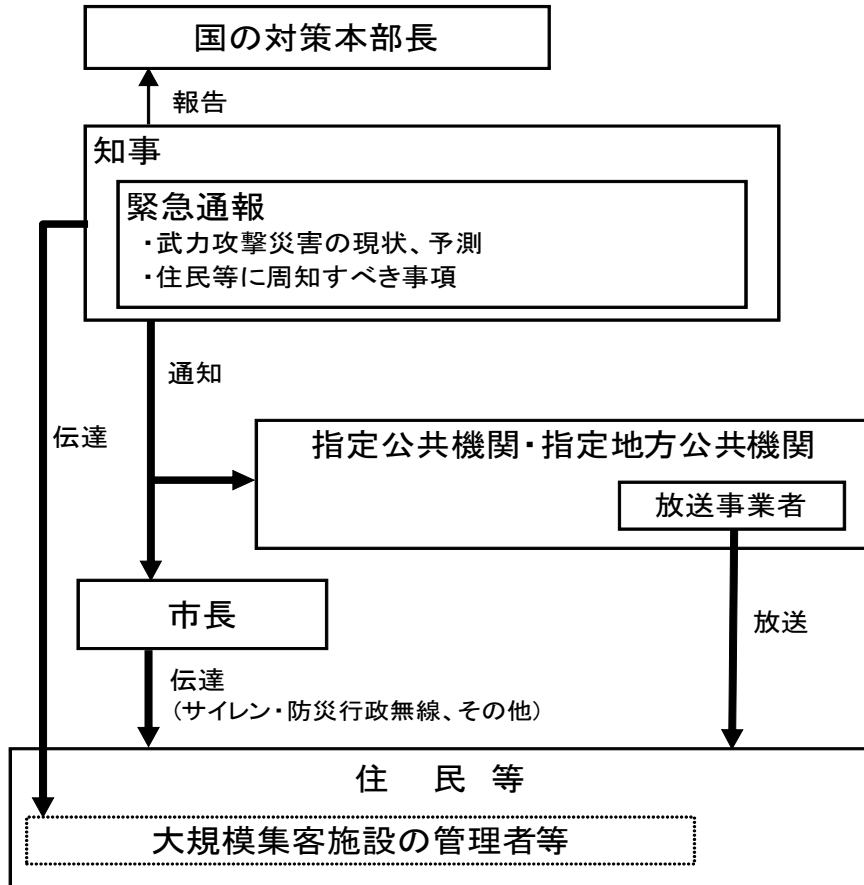 国の対策本部長
報告
知事
緊急通報
・武力攻撃災害の現状、予測
・住民等に周知すべき事項
通知
伝達
指定公共機関・指定地方公共機関
放送事業者
市長
放送
伝達
（サイレン・防災行政無線、その他）
住　民 等
大規模集客施設の管理者等